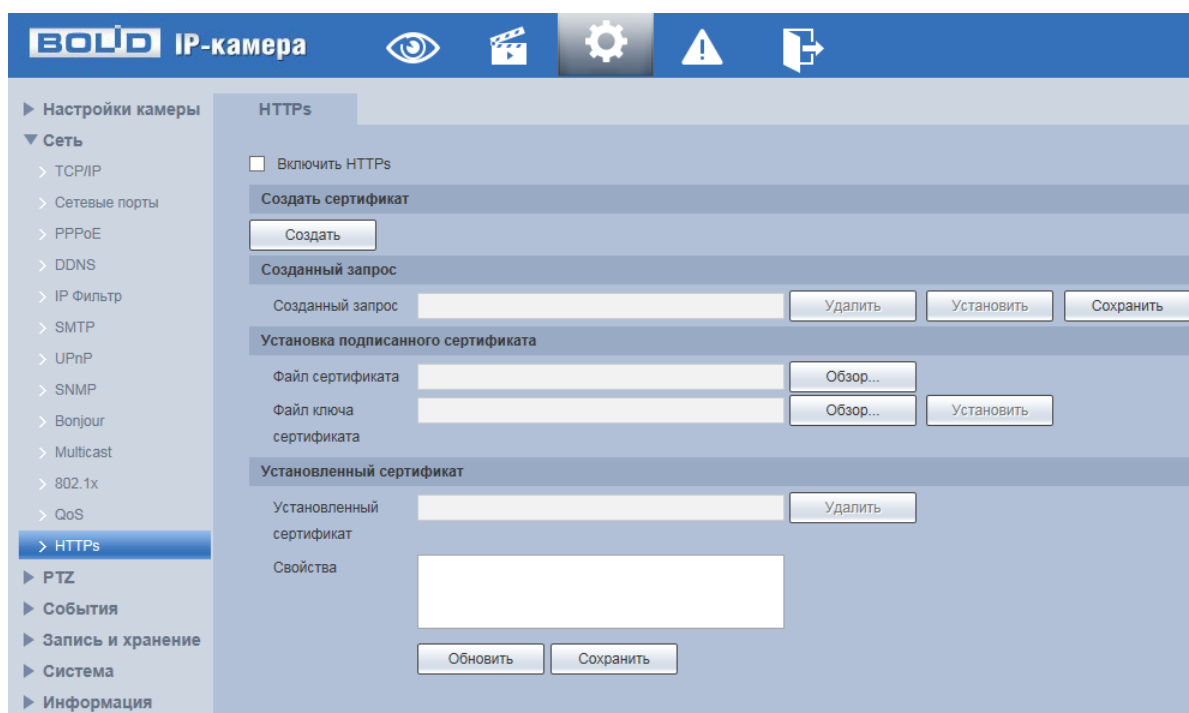 BOLID IP-камера
Настройки камеры
Сеть
TCP/IP
Сетевые порты
PPPoE
DDNS
IP Фильтр
SMTP
UPnP
SNMP
Bonjour
Multicast
802.1x
QoS
HTTPs
PTZ
События
Запись и хранение
Система
Информация
HTTPs
Включить HTTPs
Создать сертификат
Создать
Созданный запрос
Созданный запрос Удалить Установить Сохранить
Установка подписанного сертификата
Файл сертификата Обзор...
Файл ключа
сертификата Обзор... Установить
Установленный сертификат
Установленный
сертификат Удалить
Свойства
Обновить Сохранить